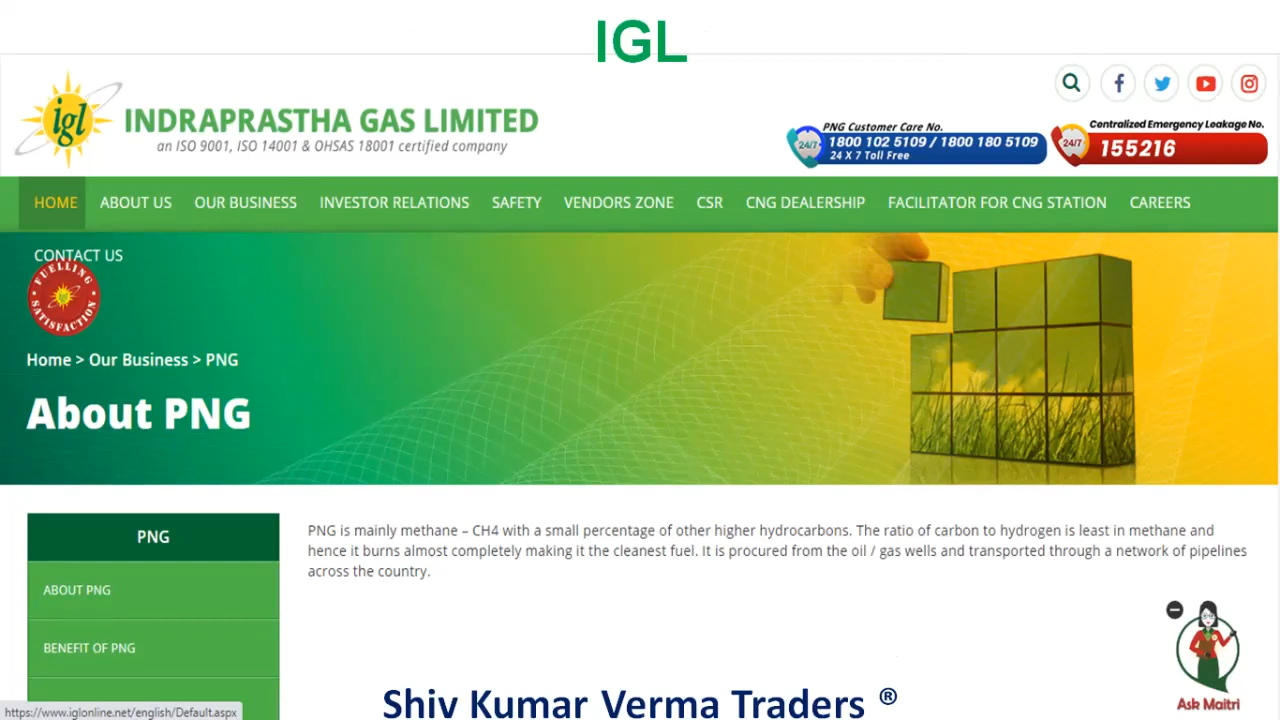 IGL
igl
INDRAPRASTHA GAS LIMITED
an ISO 9001, ISO 14001 & OHSAS 18001 certified company
PNG Customer Care No.
24/7
1800 102 5109 / 1800 180 5109
24 X 7 Toll Free
Contralized Emergency Leakage No.
24/7
155216
HOME ABOUT US OUR BUSINESS INVESTOR RELATIONS SAFETY VENDORS ZONE CSR CNG DEALERSHIP FACILITATOR FOR CNG STATION CAREERS
CONTACT US
FUELLING
SATISFACTION
Home > Our Business > PNG
About PNG
PNG
ABOUT PNG
BENEFIT OF PNG
PNG is mainly methane – CH4 with a small percentage of other higher hydrocarbons. The ratio of carbon to hydrogen is least in methane and
hence it burns almost completely making it the cleanest fuel. It is procured from the oil / gas wells and transported through a network of pipelines
across the country.
Ask Maitri
Shiv Kumar Verma Traders ®
https://www.iglonline.net/english/Default.aspx